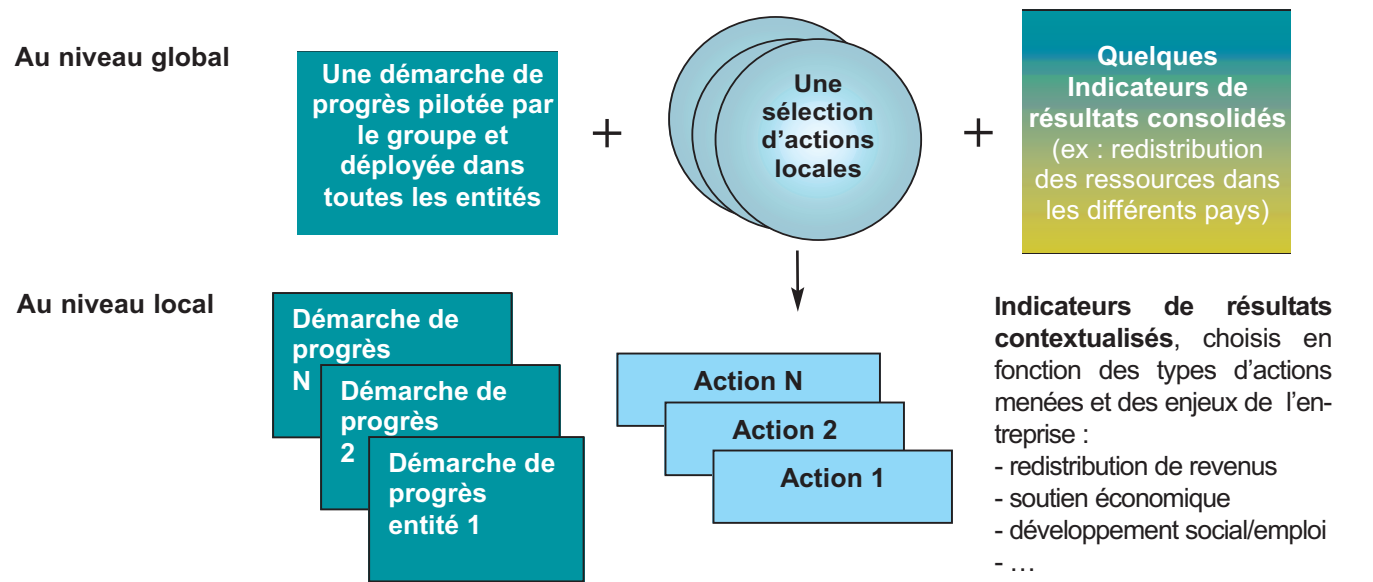 Au niveau global
Une démarche de
progrès pilotée par
le groupe et
déployée dans
toutes les entités
+
Une
sélection
d'actions
locales
+
Quelques
Indicateurs de
résultats consolidés
(ex : redistribution
des ressources dans
les différents pays)
Au niveau local
Démarche de
progrès
N
Démarche de
progrès
2
Démarche de
progrès
entité 1
Action N
Action 2
Action 1
Indicateurs de résultats
contextualisés, choisis en
fonction des types d'actions
menées et des enjeux de l'en-
treprise :
- redistribution de revenus
- soutien économique
- développement social/emploi
- …